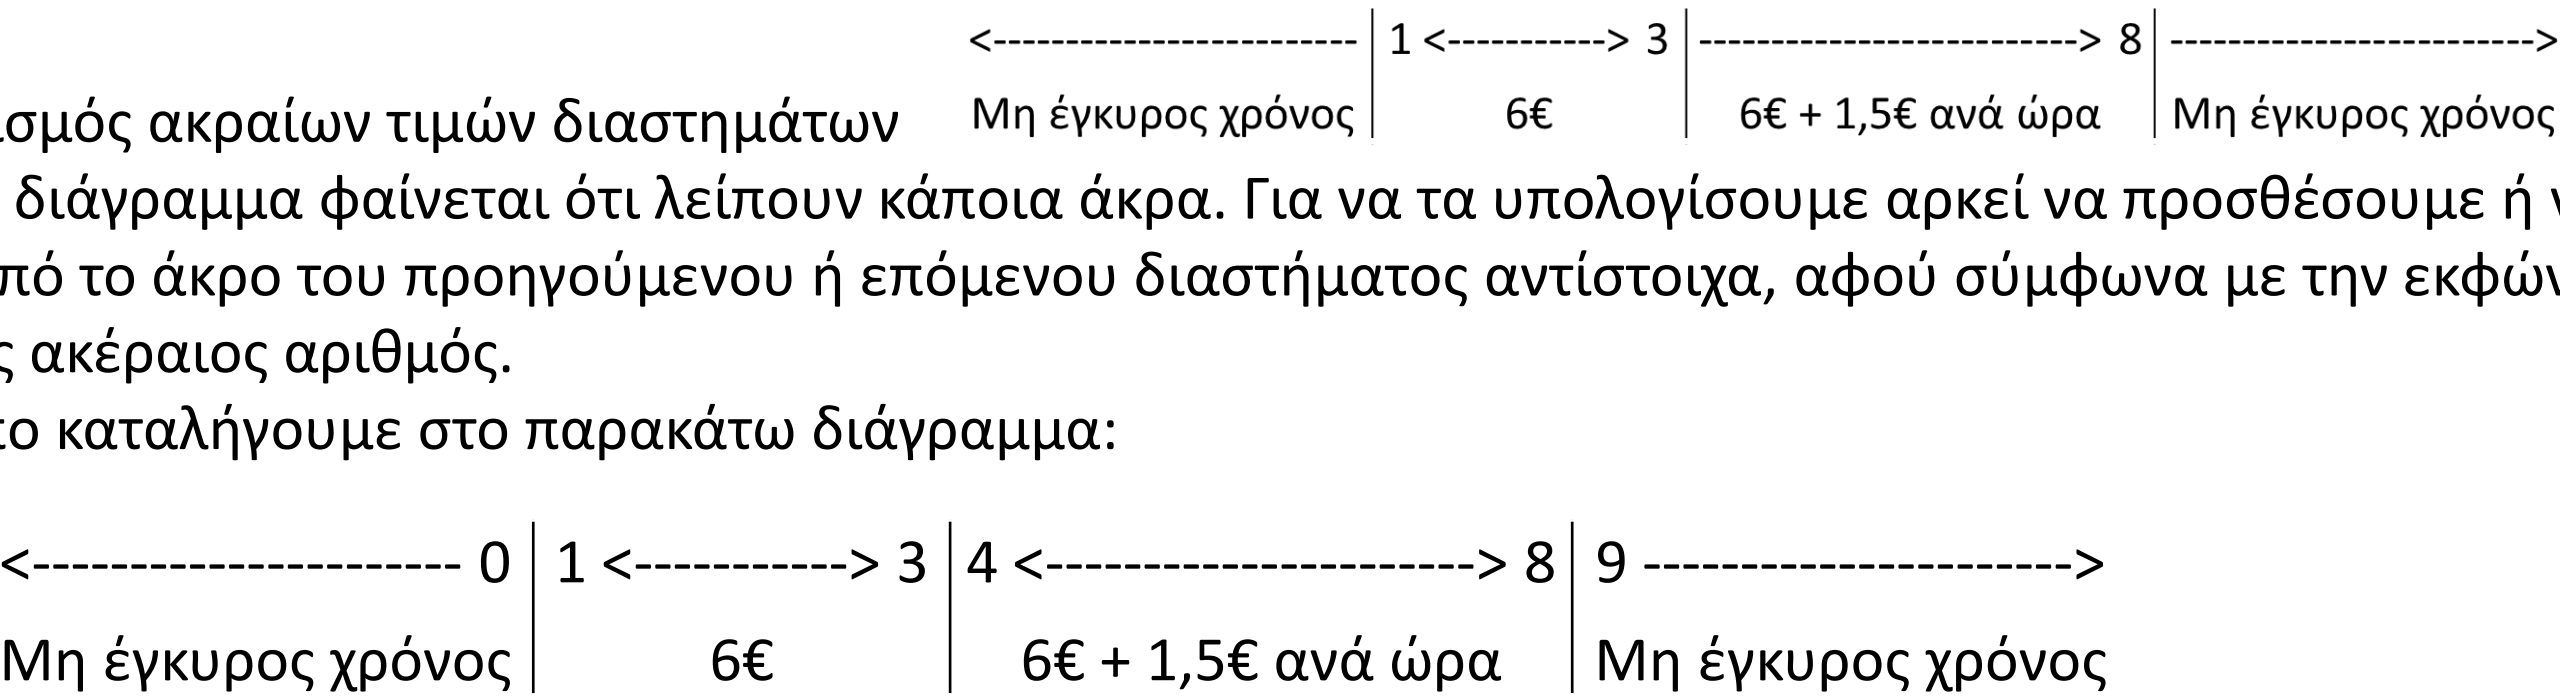 <------------------------- | 1 <-----------> 3 | --------------------------> 8 | ------------------------->
Μη έγκυρος χρόνος | 6€ | 6€ + 1,5€ ανά ώρα | Μη έγκυρος χρόνος
ισμός ακραίων τιμών διαστημάτων
διάγραμμα φαίνεται ότι λείπουν κάποια άκρα. Για να τα υπολογίσουμε αρκεί να προσθέσουμε ή ν
πό το άκρο του προηγούμενου ή επόμενου διαστήματος αντίστοιχα, αφού σύμφωνα με την εκφών
ς ακέραιος αριθμός.
το καταλήγουμε στο παρακάτω διάγραμμα:
<---------------------- 0 | 1 <-----------> 3 | 4 <----------------------> 8 | 9 ---------------------->
Μη έγκυρος χρόνος | 6€ | 6€ + 1,5€ ανά ώρα | Μη έγκυρος χρόνος